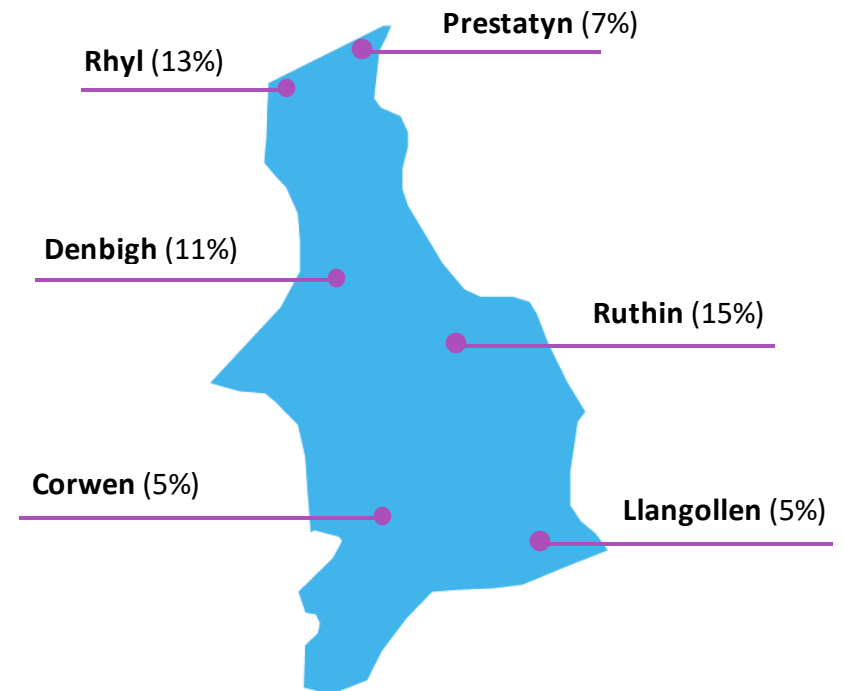 Prestatyn (7%)
Rhyl (13%)
Denbigh (11%)
Ruthin (15%)
Corwen (5%)
Llangollen (5%)